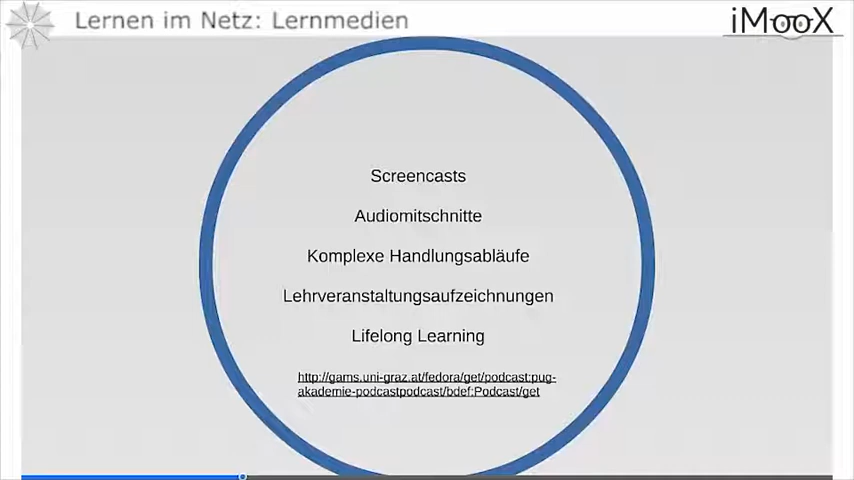 Lernen im Netz: Lernmedien
iMooX
Screencasts
Audiomitschnitte
Komplexe Handlungsabläufe
Lehrveranstaltungsaufzeichnungen
Lifelong Learning
http://gams.uni-graz.at/fedora/get/podcast:pug-
akademie-podcastpodcast/bdef:Podcast/get